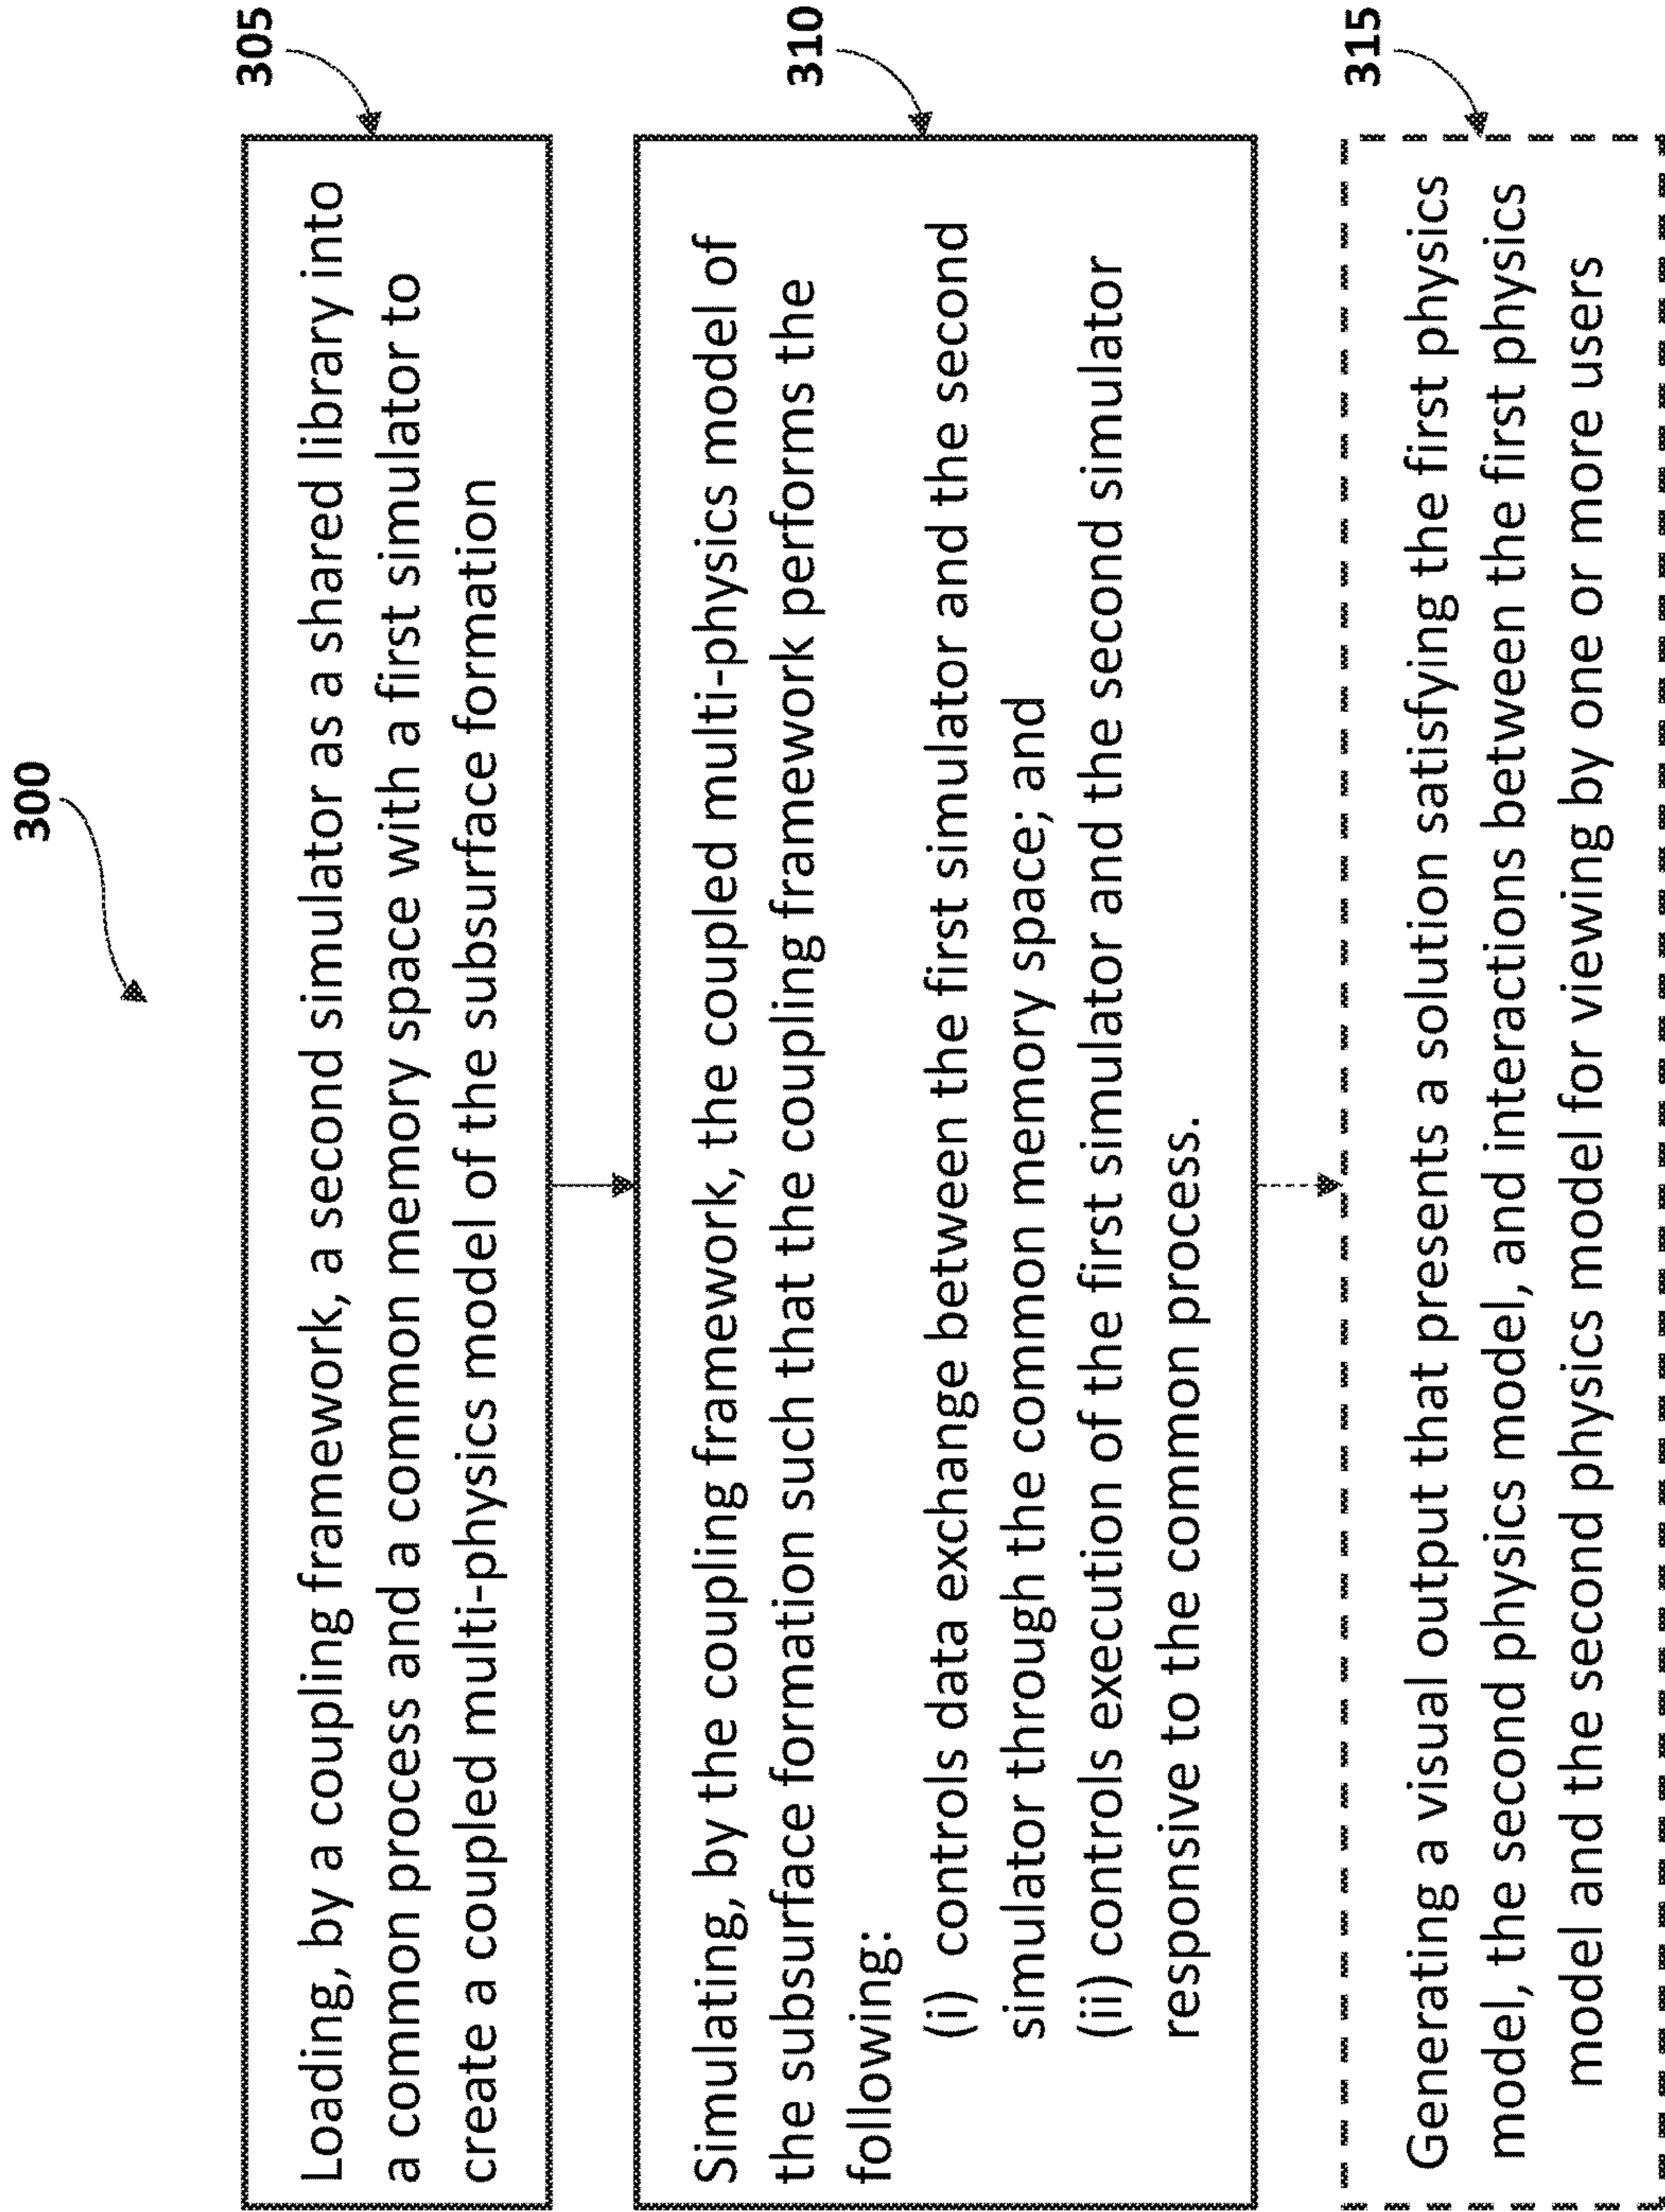 300
305
Loading, by a coupling framework, a second simulator as a shared library into
a common process and a common memory space with a first simulator to
create a coupled multi-physics model of the subsurface formation
310
Simulating, by the coupling framework, the coupled multi-physics model of
the subsurface formation such that the coupling framework performs the
following:
(i) controls data exchange between the first simulator and the second
simulator through the common memory space; and
(ii) controls execution of the first simulator and the second simulator
responsive to the common process.
315
Generating a visual output that presents a solution satisfying the first physics
model, the second physics model, and interactions between the first physics
model and the second physics model for viewing by one or more users